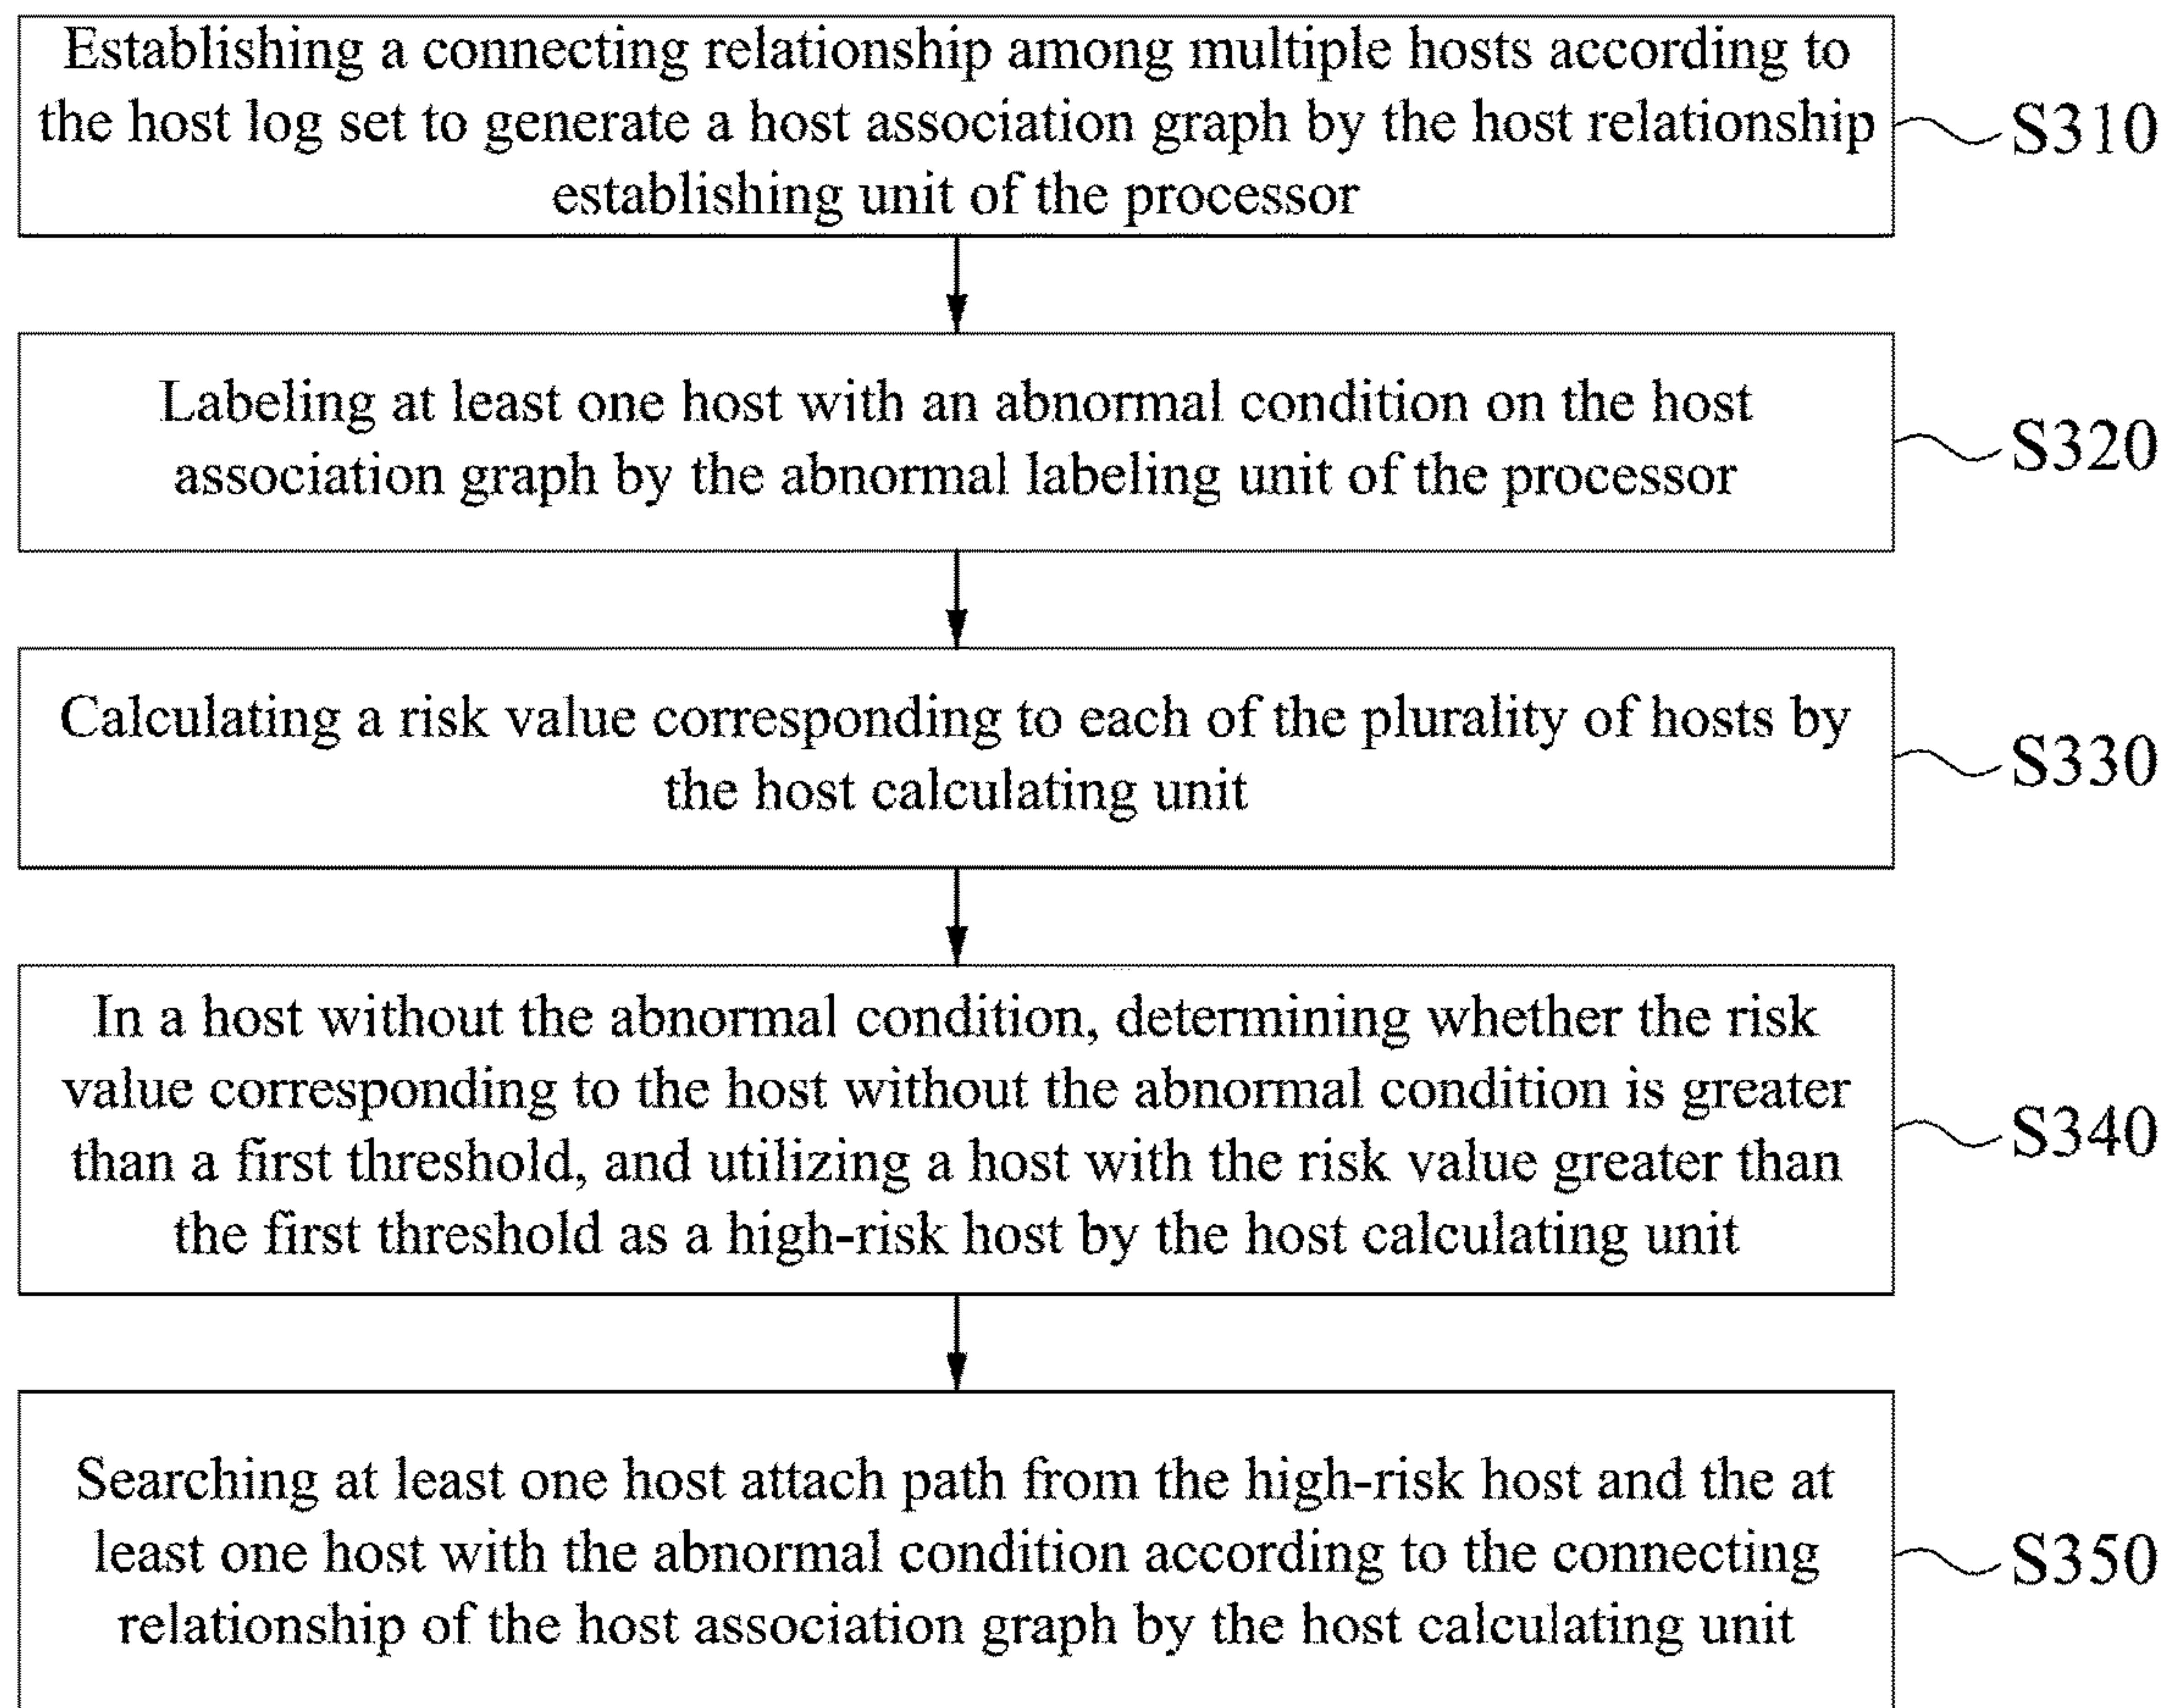 Establishing a connecting relationship among multiple hosts according to
the host log set to generate a host association graph by the host relationship
establishing unit of the processor
S310
Labeling at least one host with an abnormal condition on the host
association graph by the abnormal labeling unit of the processor
S320
Calculating a risk value corresponding to each of the plurality of hosts by
the host calculating unit
S330
In a host without the abnormal condition, determining whether the risk
value corresponding to the host without the abnormal condition is greater
than a first threshold, and utilizing a host with the risk value greater than
the first threshold as a high-risk host by the host calculating unit
S340
Searching at least one host attach path from the high-risk host and the at
least one host with the abnormal condition according to the connecting
relationship of the host association graph by the host calculating unit
S350